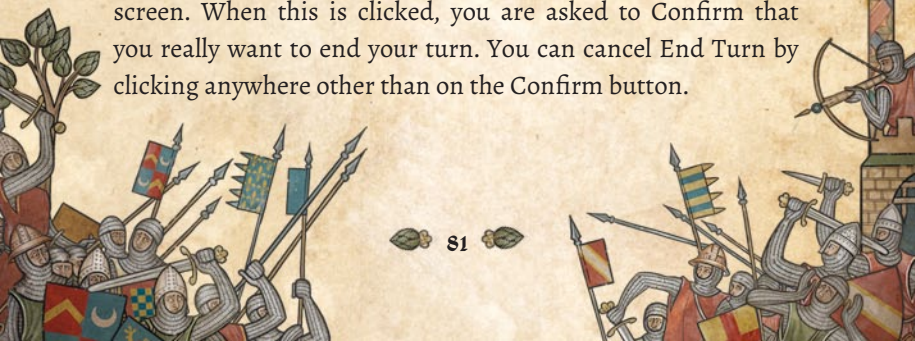 screen. When this is clicked, you are asked to Confirm that
you really want to end your turn. You can cancel End Turn by
clicking anywhere other than on the Confirm button.
81